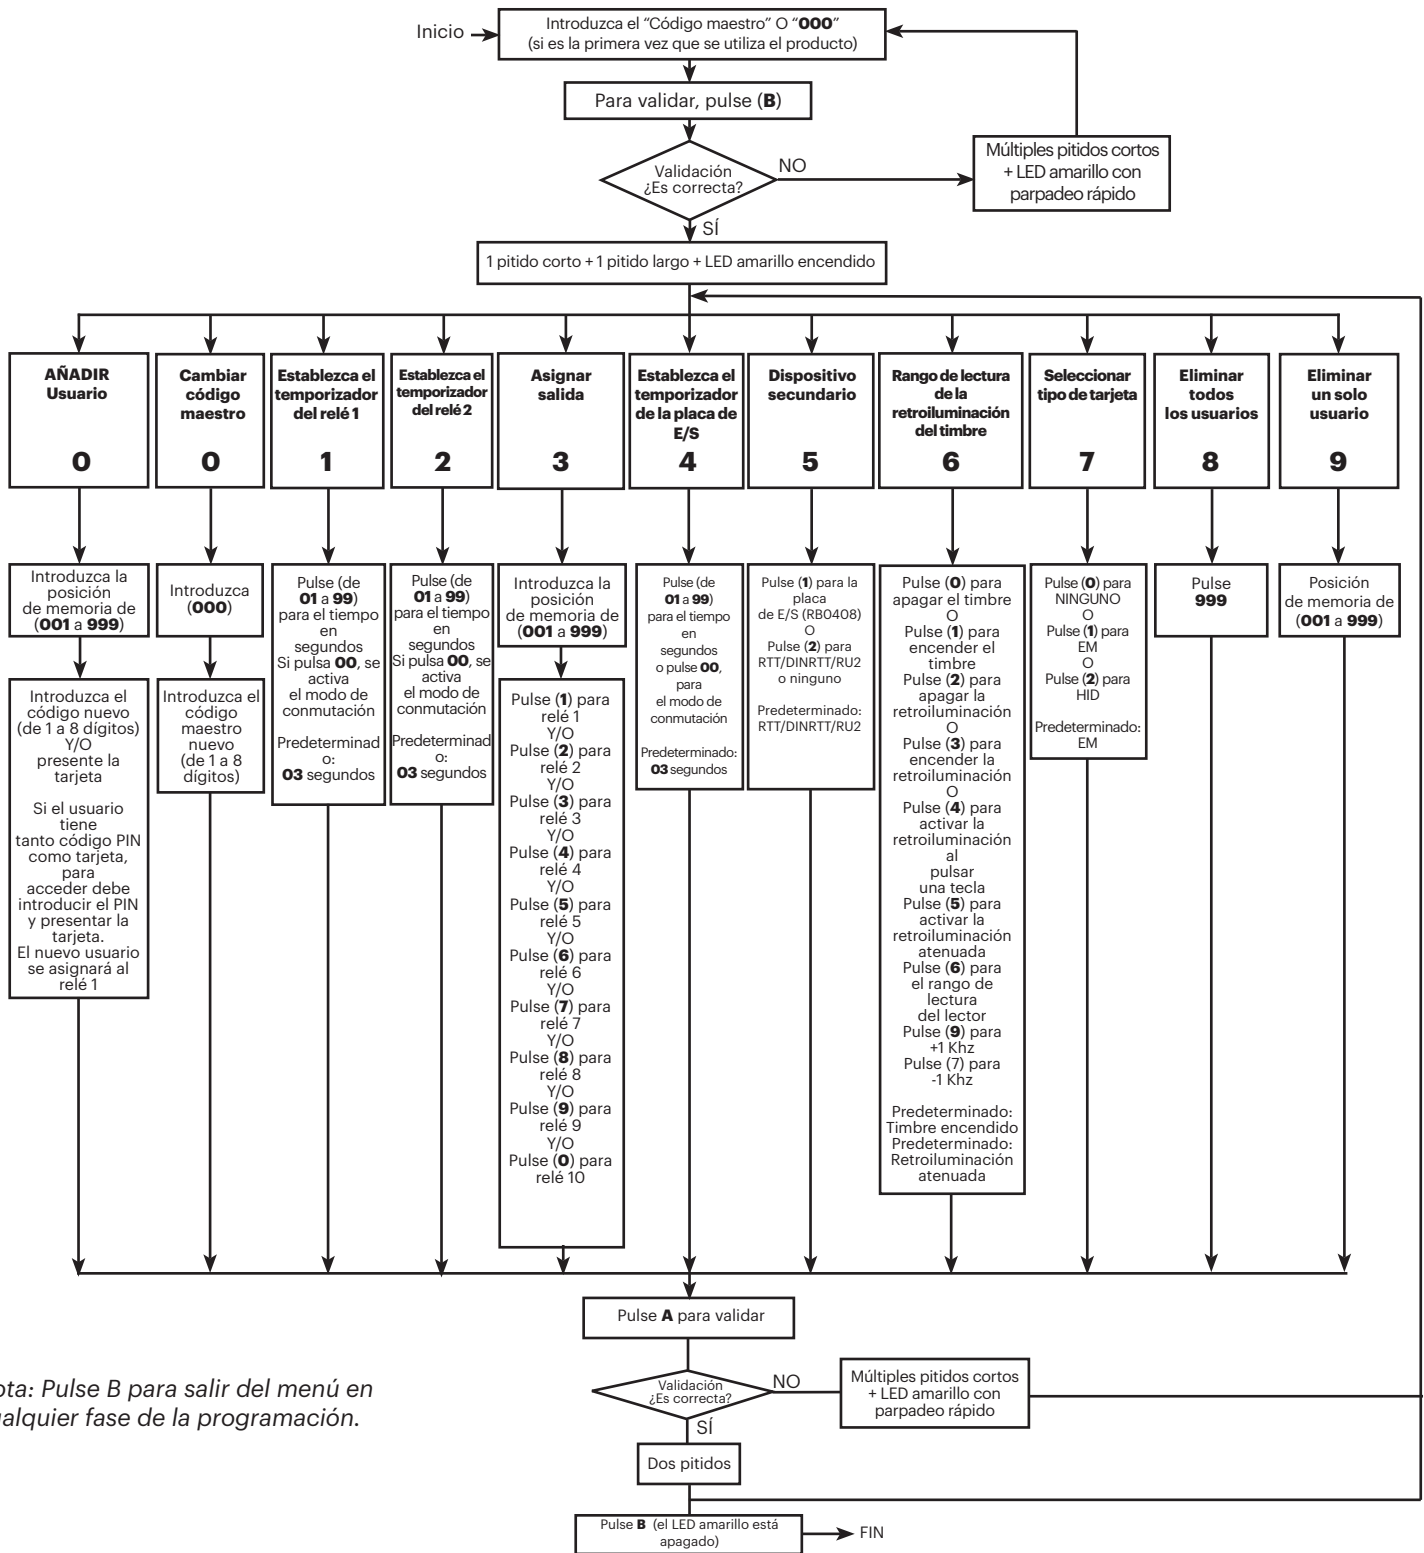 Inicio
Introduzca el “Código maestro” O “000”
(si es la primera vez que se utiliza el producto)
Para validar, pulse (B)
Validación
¿Es correcta?
NO
Múltiples pitidos cortos
+ LED amarillo con
parpadeo rápido
SÍ
1 pitido corto + 1 pitido largo + LED amarillo encendido
AÑADIR
Usuario
0
Cambiar
código
maestro
0
Establezca el
temporizador
del relé 1
1
Establezca el
temporizador
del relé 2
2
Asignar
salida
3
Establezca el
temporizador
de la placa de
E/S
4
Dispositivo
secundario
5
Rango de lectura
de la
retroiluminación
del timbre
6
Seleccionar
tipo de tarjeta
7
Eliminar
todos
los usuarios
8
Eliminar
un solo
usuario
9
Introduzca la
posición
de memoria de
(001 a 999)
Introduzca el
código nuevo
(de 1 a 8 dígitos)
Y/O
presente la
tarjeta
Si el usuario
tiene
tanto código PIN
como tarjeta,
para
acceder debe
introducir el PIN
y presentar la
tarjeta.
El nuevo usuario
se asignará al
relé 1
Introduzca
(000)
Introduzca el
código
maestro
nuevo
(de 1 a 8
dígitos)
Pulse (de
01 a 99)
para el tiempo
en
segundos
Si pulsa 00, se
activa
el modo de
conmutación
Predeterminad
o:
03 segundos
Pulse (de
01 a 99)
para el tiempo
en
segundos
Si pulsa 00, se
activa
el modo de
conmutación
Predeterminad
o:
03 segundos
Introduzca la
posición
de memoria de
(001 a 999)
Pulse (1) para
relé 1
Y/O
Pulse (2) para
relé 2
Y/O
Pulse (3) para
relé 3
Y/O
Pulse (4) para
relé 4
Y/O
Pulse (5) para
relé 5
Y/O
Pulse (6) para
relé 6
Y/O
Pulse (7) para
relé 7
Y/O
Pulse (8) para
relé 8
Y/O
Pulse (9) para
relé 9
Y/O
Pulse (0) para
relé 10
Pulse (de
01 a 99)
para el tiempo
en
segundos
o pulse 00,
para
el modo de
conmutación
Predeterminado:
03 segundos
Pulse (1) para la
placa
de E/S (RB0408)
O
Pulse (2) para
RTT/DINRTT/RU2
o ninguno
Predeterminado:
RTT/DINRTT/RU2
Pulse (0) para
apagar el timbre
O
Pulse (1) para
encender el
timbre
Pulse (2) para
apagar la
retroiluminación
O
Pulse (3) para
encender la
retroiluminación
O
Pulse (4) para
activar la
retroiluminación
al
pulsar
una tecla
Pulse (5) para
activar la
retroiluminación
atenuada
Pulse (6) para
el rango de
lectura
del lector
Pulse (9) para
+1 Khz
Pulse (7) para
-1 Khz
Predeterminado:
Timbre encendido
Predeterminado:
Retroiluminación
atenuada
Pulse (0) para
NINGUNO
O
Pulse (1) para
EM
O
Pulse (2) para
HID
Predeterminado:
EM
Pulse
999
Posición
de memoria de
(001 a 999)
Pulse A para validar
Validación
¿Es correcta?
NO
Múltiples pitidos cortos
+ LED amarillo con
parpadeo rápido
SÍ
Dos pitidos
Pulse B (el LED amarillo está
apagado)
FIN
ota: Pulse B para salir del menú en
ualquier fase de la programación.